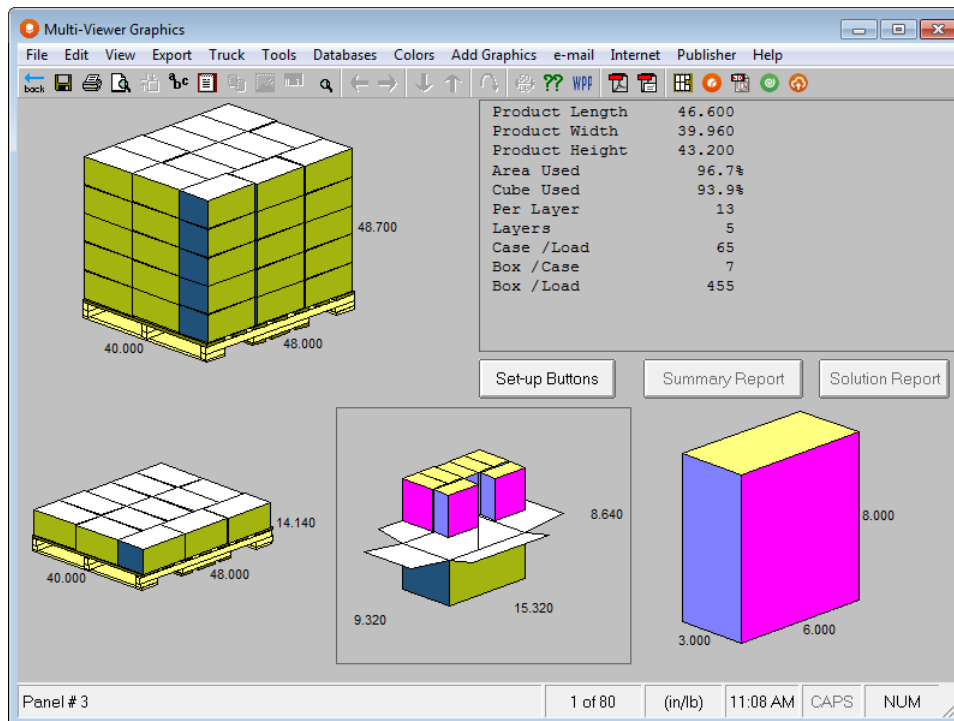 Multi-Viewer Graphics
File Edit View Export Truck Tools Databases Colors Add Graphics e-mail Internet Publisher Help
back abc ?? WPF
Product Length 46.600
Product Width 39.960
Product Height 43.200
Area Used 96.7%
Cube Used 93.9%
Per Layer 13
Layers 5
Case /Load 65
Box /Case 7
Box /Load 455
48.700
40.000 48.000
Set-up Buttons Summary Report Solution Report
14.140
40.000 48.000
8.640
9.320 15.320
8.000
3.000 6.000
Panel # 3 1 of 80 (in/lb) 11:08 AM CAPS NUM